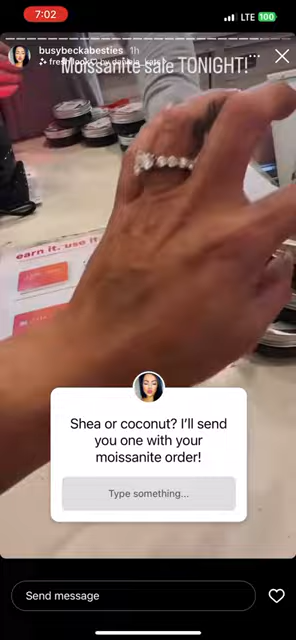 7:02
LTE 100
busybeckabesties 1h
Moissanite sale TONIGHT!
earn it. use it
Shea or coconut? I'll send
you one with your
moissanite order!
Type something...
Send message